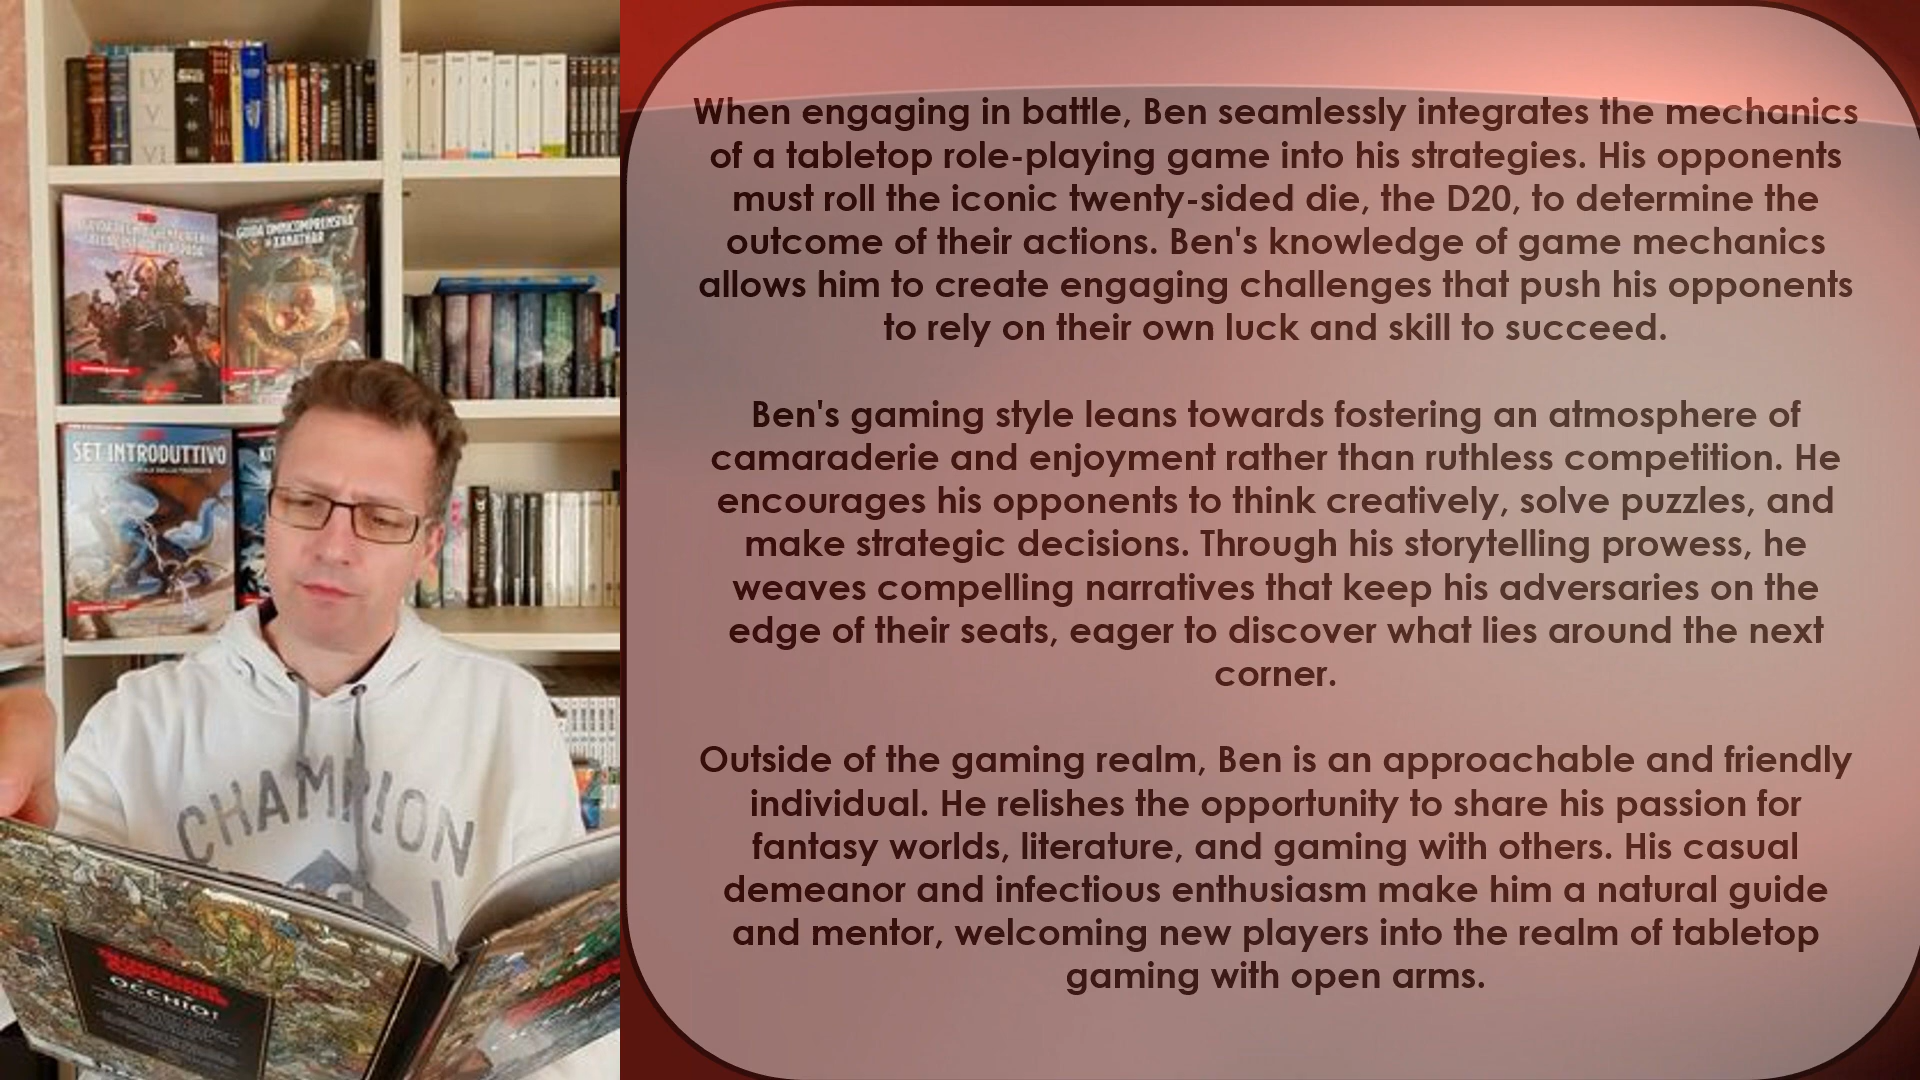 IV
V
VI
GUIDA OMNICOMPRENSIVA
di XANATHAR
SET INTRODUTTIVO
CHAMPION
OCCHIO!
When engaging in battle, Ben seamlessly integrates the mechanics
of a tabletop role-playing game into his strategies. His opponents
must roll the iconic twenty-sided die, the D20, to determine the
outcome of their actions. Ben's knowledge of game mechanics
allows him to create engaging challenges that push his opponents
to rely on their own luck and skill to succeed.
Ben's gaming style leans towards fostering an atmosphere of
camaraderie and enjoyment rather than ruthless competition. He
encourages his opponents to think creatively, solve puzzles, and
make strategic decisions. Through his storytelling prowess, he
weaves compelling narratives that keep his adversaries on the
edge of their seats, eager to discover what lies around the next
corner.
Outside of the gaming realm, Ben is an approachable and friendly
individual. He relishes the opportunity to share his passion for
fantasy worlds, literature, and gaming with others. His casual
demeanor and infectious enthusiasm make him a natural guide
and mentor, welcoming new players into the realm of tabletop
gaming with open arms.